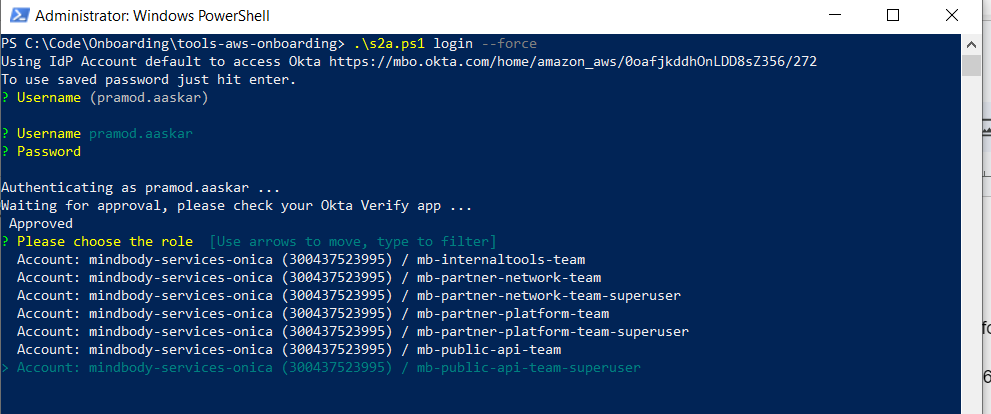 Administrator: Windows PowerShell
PS C:\Code\Onboarding\tools-aws-onboarding> .\s2a.ps1 login --force
Using IdP Account default to access Okta https://mbo.okta.com/home/amazon_aws/0oafjkddhOnLDD8sZ356/272
To use saved password just hit enter.
? Username (pramod.aaskar)
? Username pramod.aaskar
? Password
Authenticating as pramod.aaskar ...
Waiting for approval, please check your Okta Verify app ...
Approved
? Please choose the role  [Use arrows to move, type to filter]
Account: mindbody-services-onica (300437523995) / mb-internaltools-team
Account: mindbody-services-onica (300437523995) / mb-partner-network-team
Account: mindbody-services-onica (300437523995) / mb-partner-network-team-superuser
Account: mindbody-services-onica (300437523995) / mb-partner-platform-team
Account: mindbody-services-onica (300437523995) / mb-partner-platform-team-superuser
Account: mindbody-services-onica (300437523995) / mb-public-api-team
> Account: mindbody-services-onica (300437523995) / mb-public-api-team-superuser